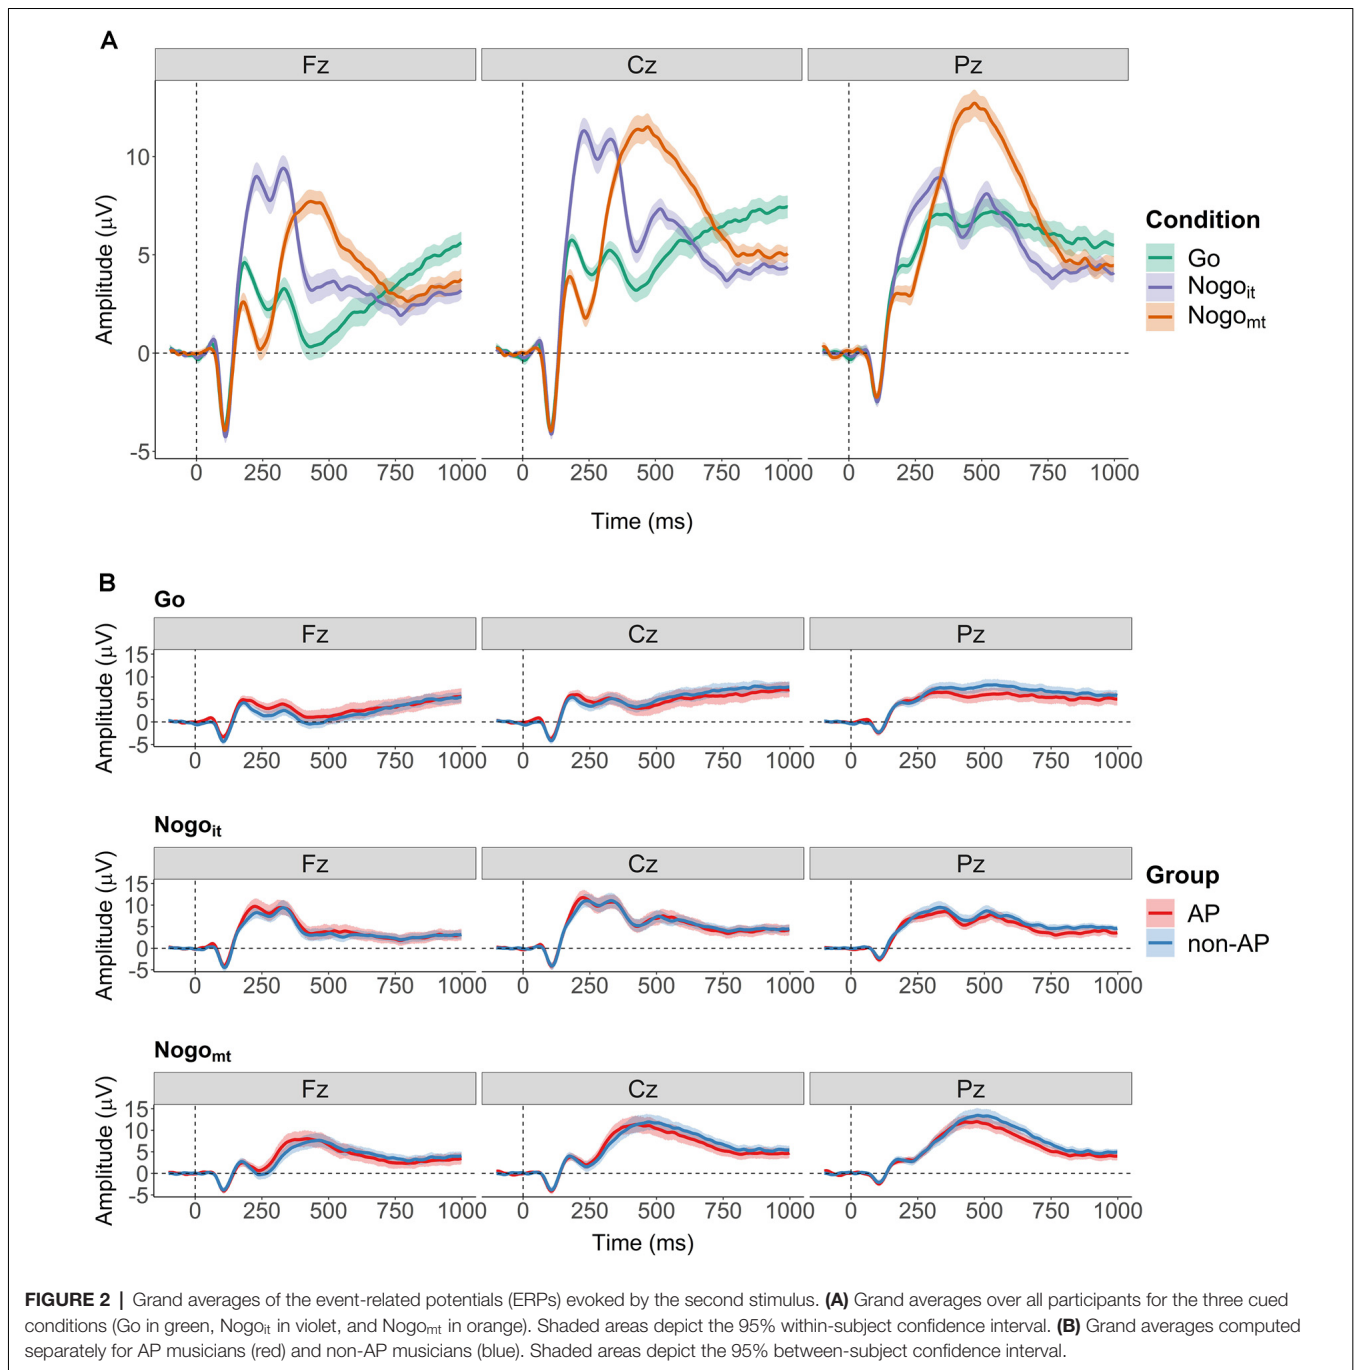 A
Fz Cz Pz
10
5
0
-5
Amplitude (μV)
0 250 500 750 1000 0 250 500 750 1000 0 250 500 750 1000
Time (ms)
Condition
Go
Nogoit
Nogomt
B
Go
Fz Cz Pz
15
10
5
0
-5
Amplitude (μV)
0 250 500 750 1000 0 250 500 750 1000 0 250 500 750 1000
Nogoit
Fz Cz Pz
15
10
5
0
-5
Amplitude (μV)
0 250 500 750 1000 0 250 500 750 1000 0 250 500 750 1000
Group
AP
non-AP
Nogomt
Fz Cz Pz
15
10
5
0
-5
Amplitude (μV)
0 250 500 750 1000 0 250 500 750 1000 0 250 500 750 1000
Time (ms)
FIGURE 2 | Grand averages of the event-related potentials (ERPs) evoked by the second stimulus. (A) Grand averages over all participants for the three cued
conditions (Go in green, Nogoit in violet, and Nogomt in orange). Shaded areas depict the 95% within-subject confidence interval. (B) Grand averages computed
separately for AP musicians (red) and non-AP musicians (blue). Shaded areas depict the 95% between-subject confidence interval.